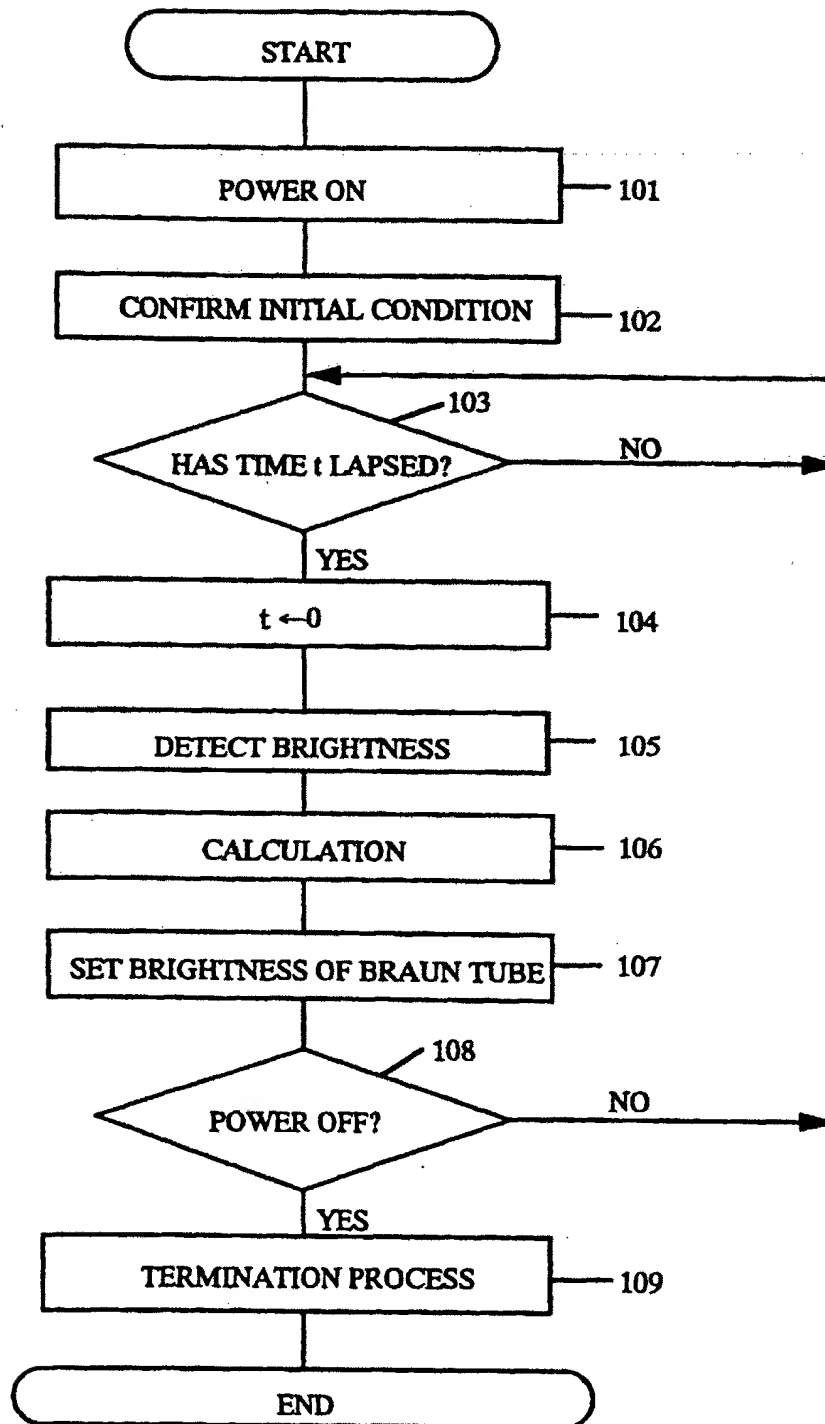 START
POWER ON
101
CONFIRM INITIAL CONDITION
102
103
HAS TIME t LAPSED?
NO
YES
t ←0
104
DETECT BRIGHTNESS
105
CALCULATION
106
SET BRIGHTNESS OF BRAUN TUBE
107
108
POWER OFF?
NO
YES
TERMINATION PROCESS
109
END